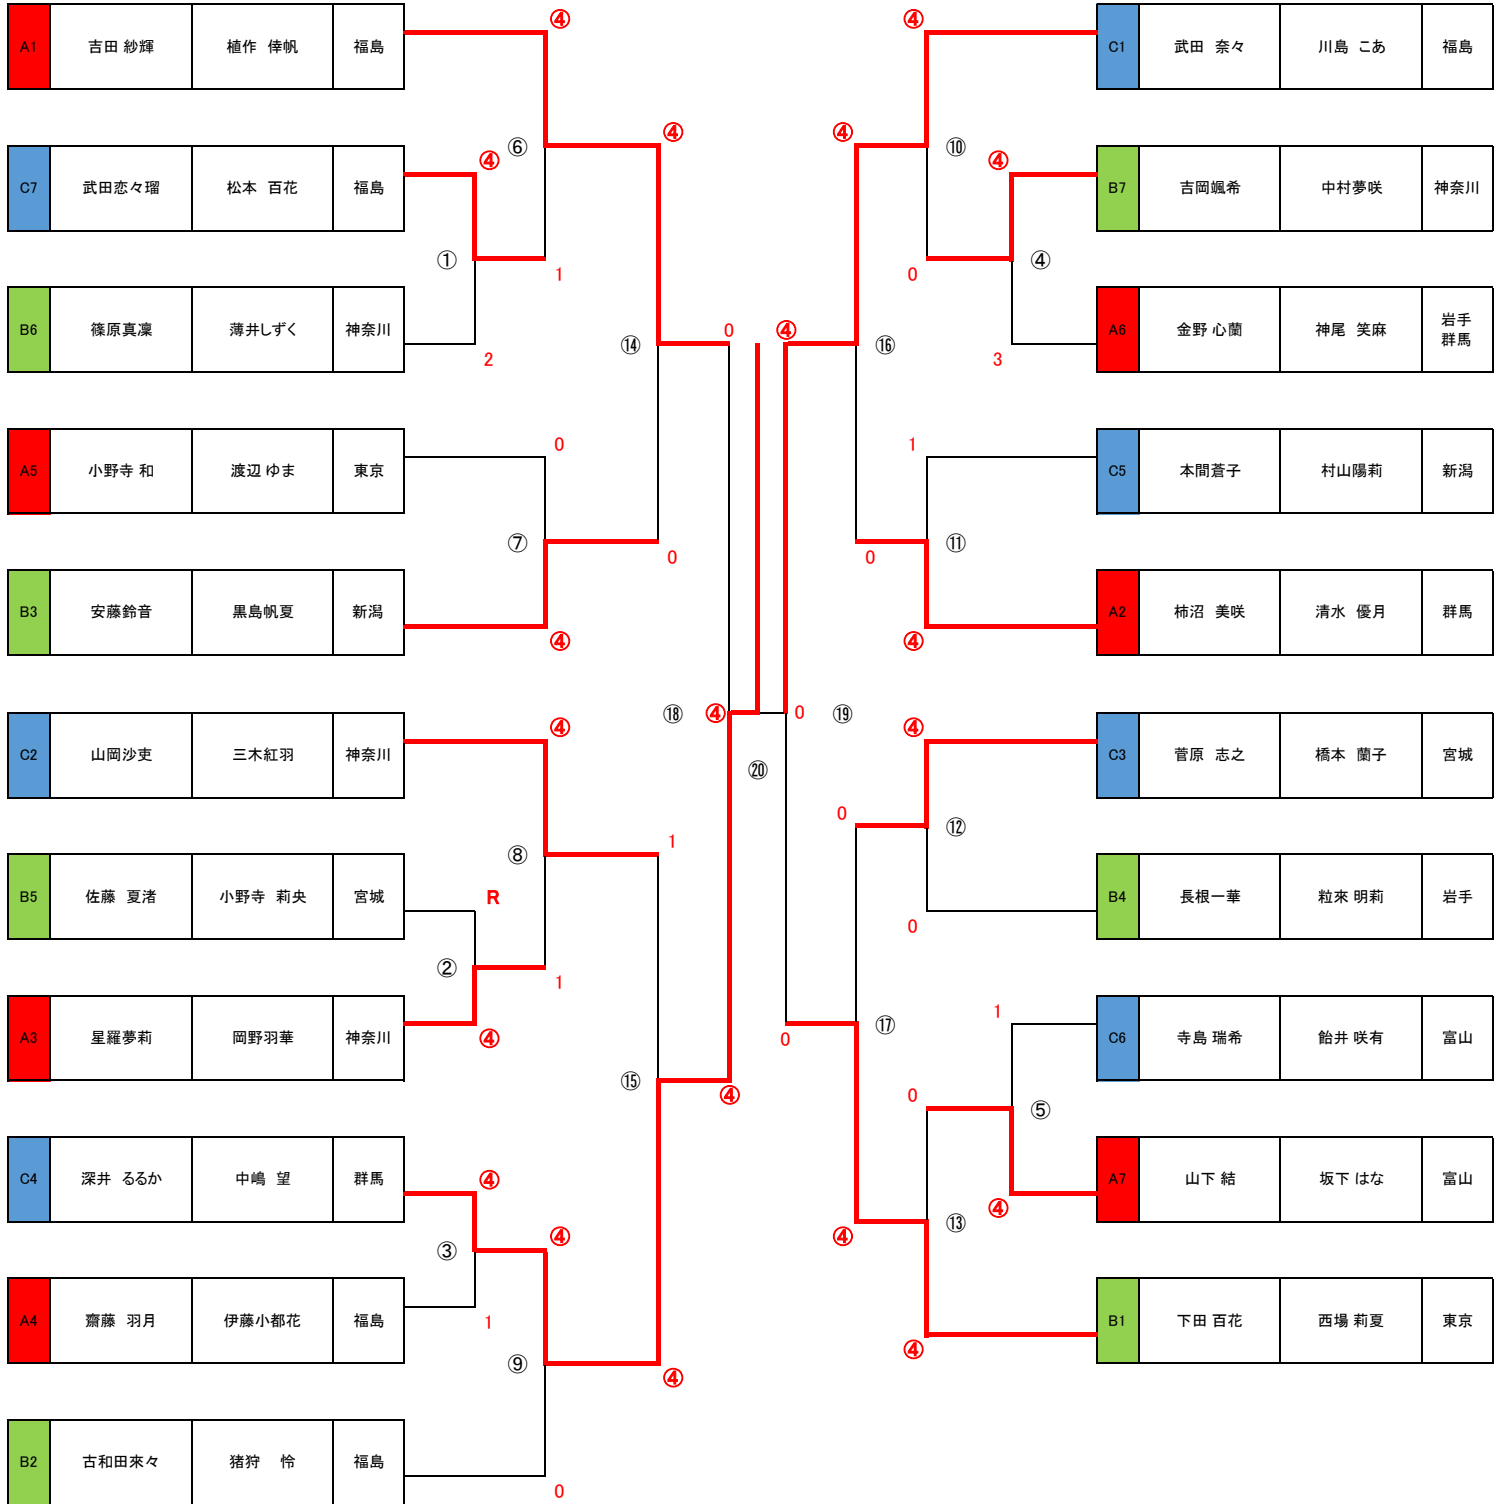 A1 吉田 紗輝 植作 倖帆 福島
C7 武田恋々瑠 松本 百花 福島
B6 篠原真凜 薄井しずく 神奈川
A5 小野寺 和 渡辺 ゆま 東京
B3 安藤鈴音 黒島帆夏 新潟
C2 山岡沙吏 三木紅羽 神奈川
B5 佐藤 夏渚 小野寺 莉央 宮城
A3 星羅夢莉 岡野羽華 神奈川
C4 深井 るるか 中嶋 望 群馬
A4 齋藤 羽月 伊藤小都花 福島
B2 古和田來々 猪狩 怜 福島
④
④
⑥
④
①
1
2
⑭
0
0
⑦
0
④
④
⑱
④
1
⑧
R
②
1
④
⑮
④
④
④
③
1
⑨
④
0
⑳
④
④
⑩
④
0
④
3
④
⑯
1
0
⑪
④
0
⑲
④
0
⑫
0
0
⑰
1
0
⑤
④
④
⑬
④
C1 武田 奈々 川島 こあ 福島
B7 吉岡颯希 中村夢咲 神奈川
A6 金野 心蘭 神尾 笑麻 岩手
群馬
C5 本間蒼子 村山陽莉 新潟
A2 柿沼 美咲 清水 優月 群馬
C3 菅原 志之 橋本 蘭子 宮城
B4 長根一華 粒來 明莉 岩手
C6 寺島 瑞希 飴井 咲有 富山
A7 山下 結 坂下 はな 富山
B1 下田 百花 西場 莉夏 東京